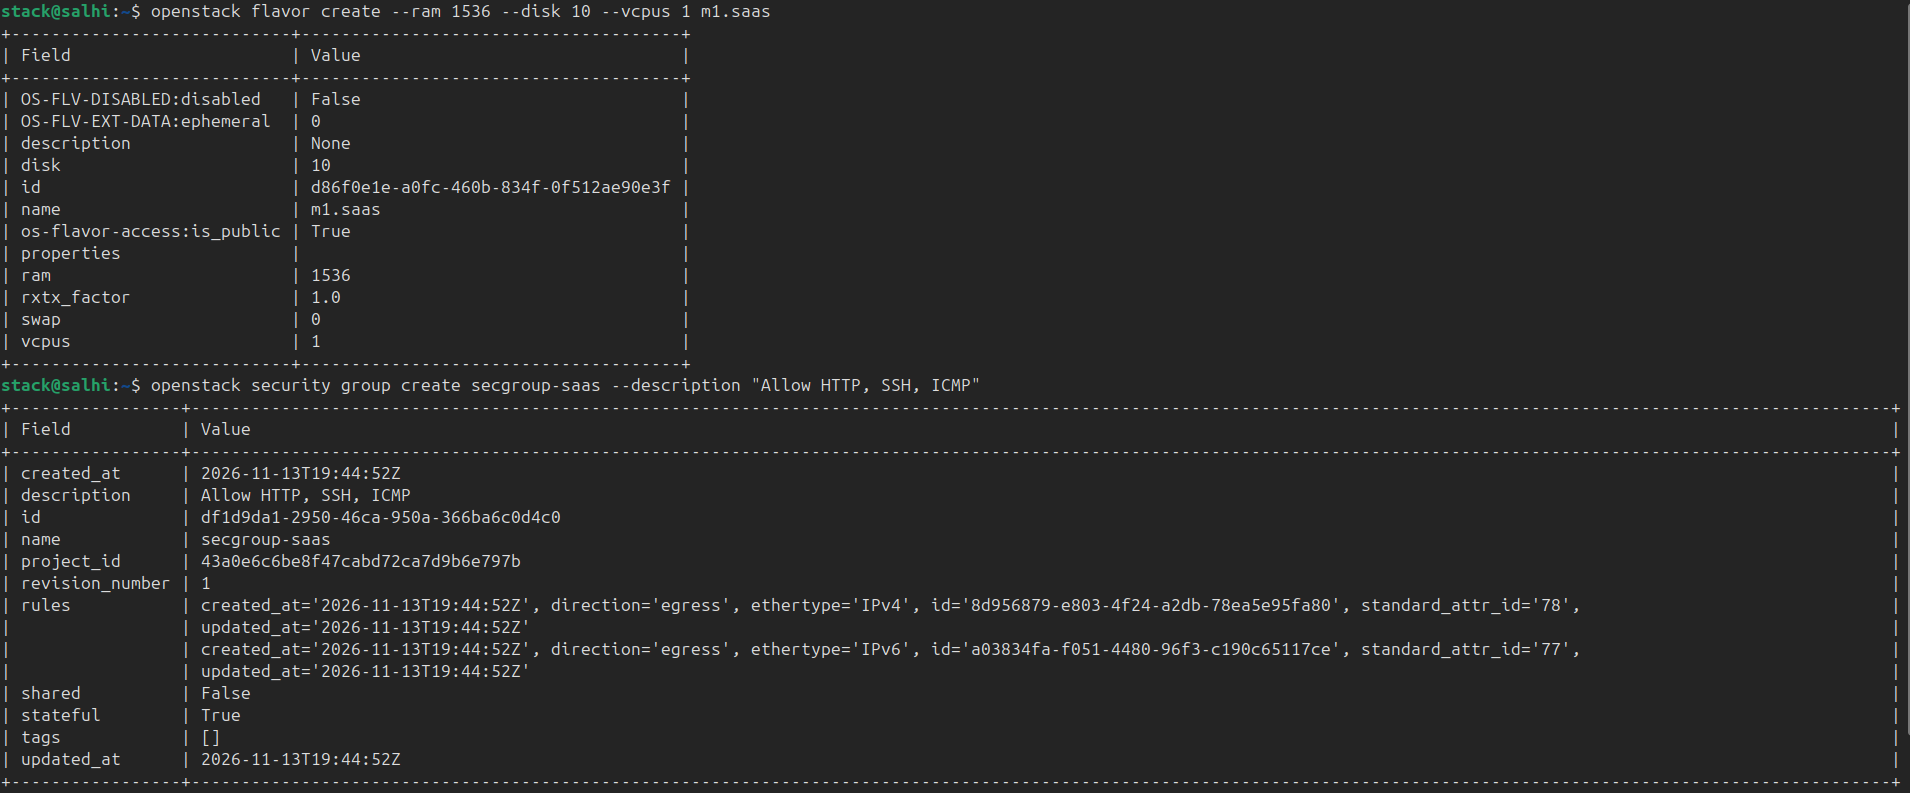 stack@salhi:~$ openstack flavor create --ram 1536 --disk 10 --vcpus 1 m1.saas
+----------------------------+--------------------------------------+
| Field                      | Value                                |
+----------------------------+--------------------------------------+
| OS-FLV-DISABLED:disabled   | False                                |
| OS-FLV-EXT-DATA:ephemeral  | 0                                    |
| description                | None                                 |
| disk                       | 10                                   |
| id                         | d86f0e1e-a0fc-460b-834f-0f512ae90e3f |
| name                       | m1.saas                              |
| os-flavor-access:is_public | True                                 |
| properties                 |                                      |
| ram                        | 1536                                 |
| rxtx_factor                | 1.0                                  |
| swap                       | 0                                    |
| vcpus                      | 1                                    |
+----------------------------+--------------------------------------+
stack@salhi:~$ openstack security group create secgroup-saas --description "Allow HTTP, SSH, ICMP"
+-----------------+--------------------------------------------------------------------------------------------------------------------------------------------------------------------------+
| Field           | Value                                                                                                                                                                    |
+-----------------+--------------------------------------------------------------------------------------------------------------------------------------------------------------------------+
| created_at      | 2026-11-13T19:44:52Z                                                                                                                                                     |
| description     | Allow HTTP, SSH, ICMP                                                                                                                                                    |
| id              | df1d9da1-2950-46ca-950a-366ba6c0d4c0                                                                                                                                     |
| name            | secgroup-saas                                                                                                                                                            |
| project_id      | 43a0e6c6be8f47cabd72ca7d9b6e797b                                                                                                                                         |
| revision_number | 1                                                                                                                                                                        |
| rules           | created_at='2026-11-13T19:44:52Z', direction='egress', ethertype='IPv4', id='8d956879-e803-4f24-a2db-78ea5e95fa80', standard_attr_id='78',                               |
|                 | updated_at='2026-11-13T19:44:52Z'                                                                                                                                        |
|                 | created_at='2026-11-13T19:44:52Z', direction='egress', ethertype='IPv6', id='a03834fa-f051-4480-96f3-c190c65117ce', standard_attr_id='77',                               |
|                 | updated_at='2026-11-13T19:44:52Z'                                                                                                                                        |
| shared          | False                                                                                                                                                                    |
| stateful        | True                                                                                                                                                                     |
| tags            | []                                                                                                                                                                       |
| updated_at      | 2026-11-13T19:44:52Z                                                                                                                                                     |
+-----------------+--------------------------------------------------------------------------------------------------------------------------------------------------------------------------+